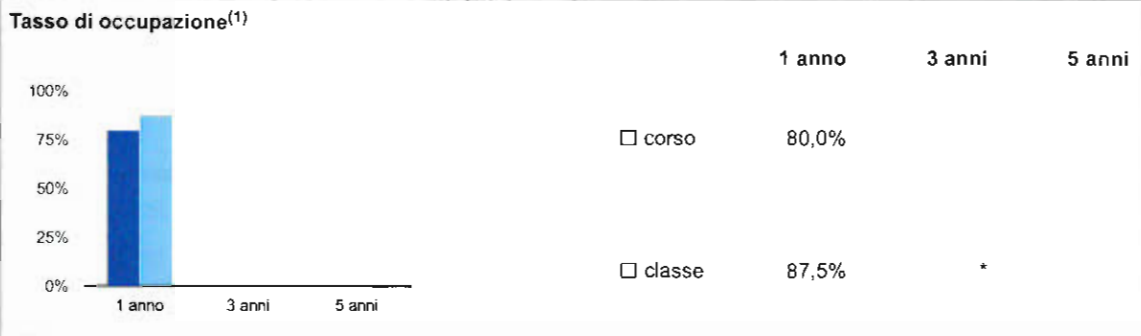 Tasso di occupazione(1)
1 anno 3 anni 5 anni
100%
75%
50%
25%
0%
1 anno 3 anni 5 anni
☐ corso 80,0%
☐ classe 87,5% *